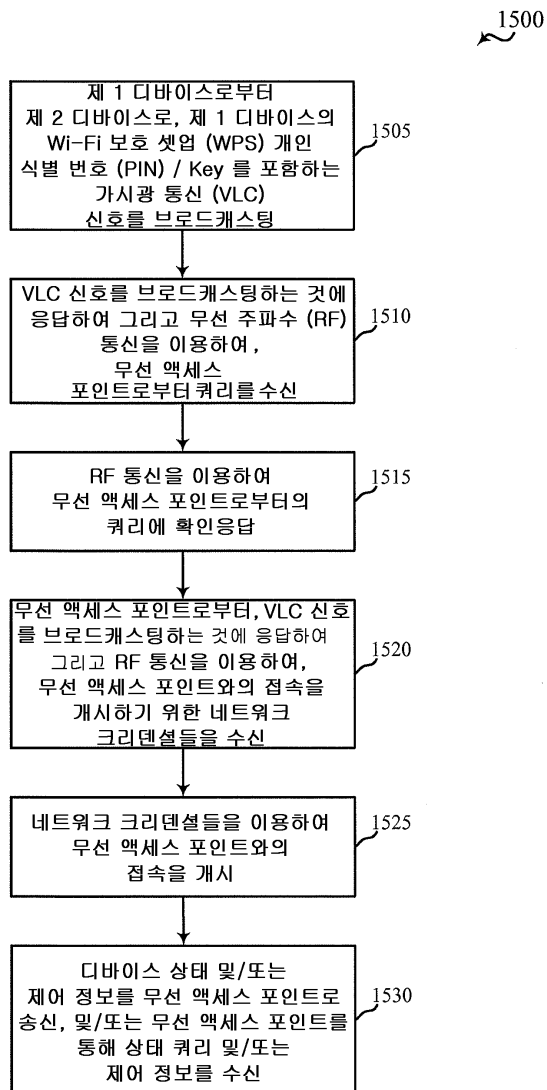 1500
제 1 디바이스로부터
제 2 디바이스로, 제 1 디바이스의
Wi-Fi 보호 셋업 (WPS) 개인
식별 번호 (PIN) / Key 를 포함하는
가시광 통신 (VLC)
신호를 브로드캐스팅
1505
VLC 신호를 브로드캐스팅하는 것에
응답하여 그리고 무선 주파수 (RF)
통신을 이용하여,
무선 액세스
포인트로부터 쿼리를 수신
1510
RF 통신을 이용하여
무선 액세스 포인트로부터의
쿼리에 확인응답
1515
무선 액세스 포인트로부터, VLC 신호
를 브로드캐스팅하는 것에 응답하여
그리고 RF 통신을 이용하여,
무선 액세스 포인트와의 접속을
개시하기 위한 네트워크
크리덴셜들을 수신
1520
네트워크 크리덴셜들을 이용하여
무선 액세스 포인트와의
접속을 개시
1525
디바이스 상태 및/또는
제어 정보를 무선 액세스 포인트로
송신, 및/또는 무선 액세스 포인트를
통해 상태 쿼리 및/또는
제어 정보를 수신
1530